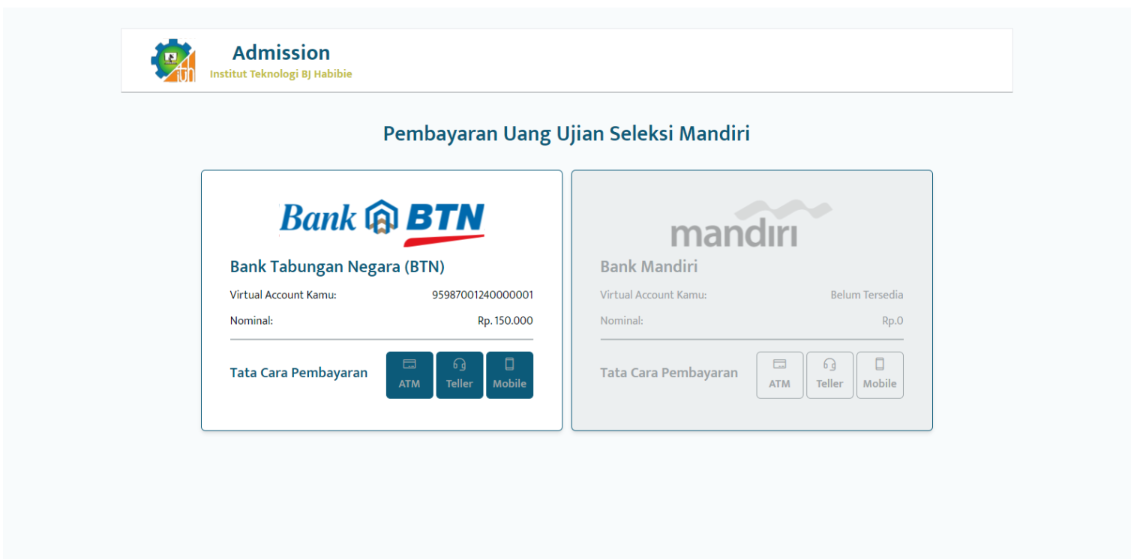 Admission
Institut Teknologi BJ Habibie
Pembayaran Uang Ujian Seleksi Mandiri
Bank BTN
Bank Tabungan Negara (BTN)
Virtual Account Kamu: 95987001240000001
Nominal: Rp. 150.000
Tata Cara Pembayaran
ATM
Teller
Mobile
mandiri
Bank Mandiri
Virtual Account Kamu: Belum Tersedia
Nominal: Rp.0
Tata Cara Pembayaran
ATM
Teller
Mobile